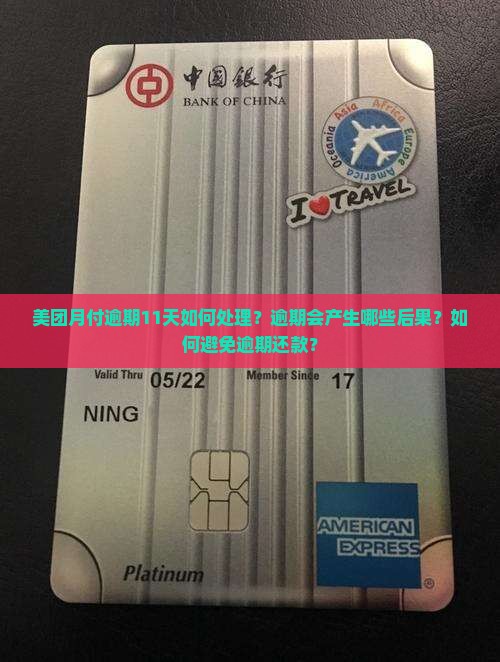 中国银行
BANK OF CHINA
Oceania Asia Africa Europe America
I ❤ TRAVEL
美团月付逾期11天如何处理？逾期会产生哪些后果？如
何避免逾期还款？
Valid Thru 05/22 Member Since 17
NING
AMERICAN
EXPRESS
®
Platinum